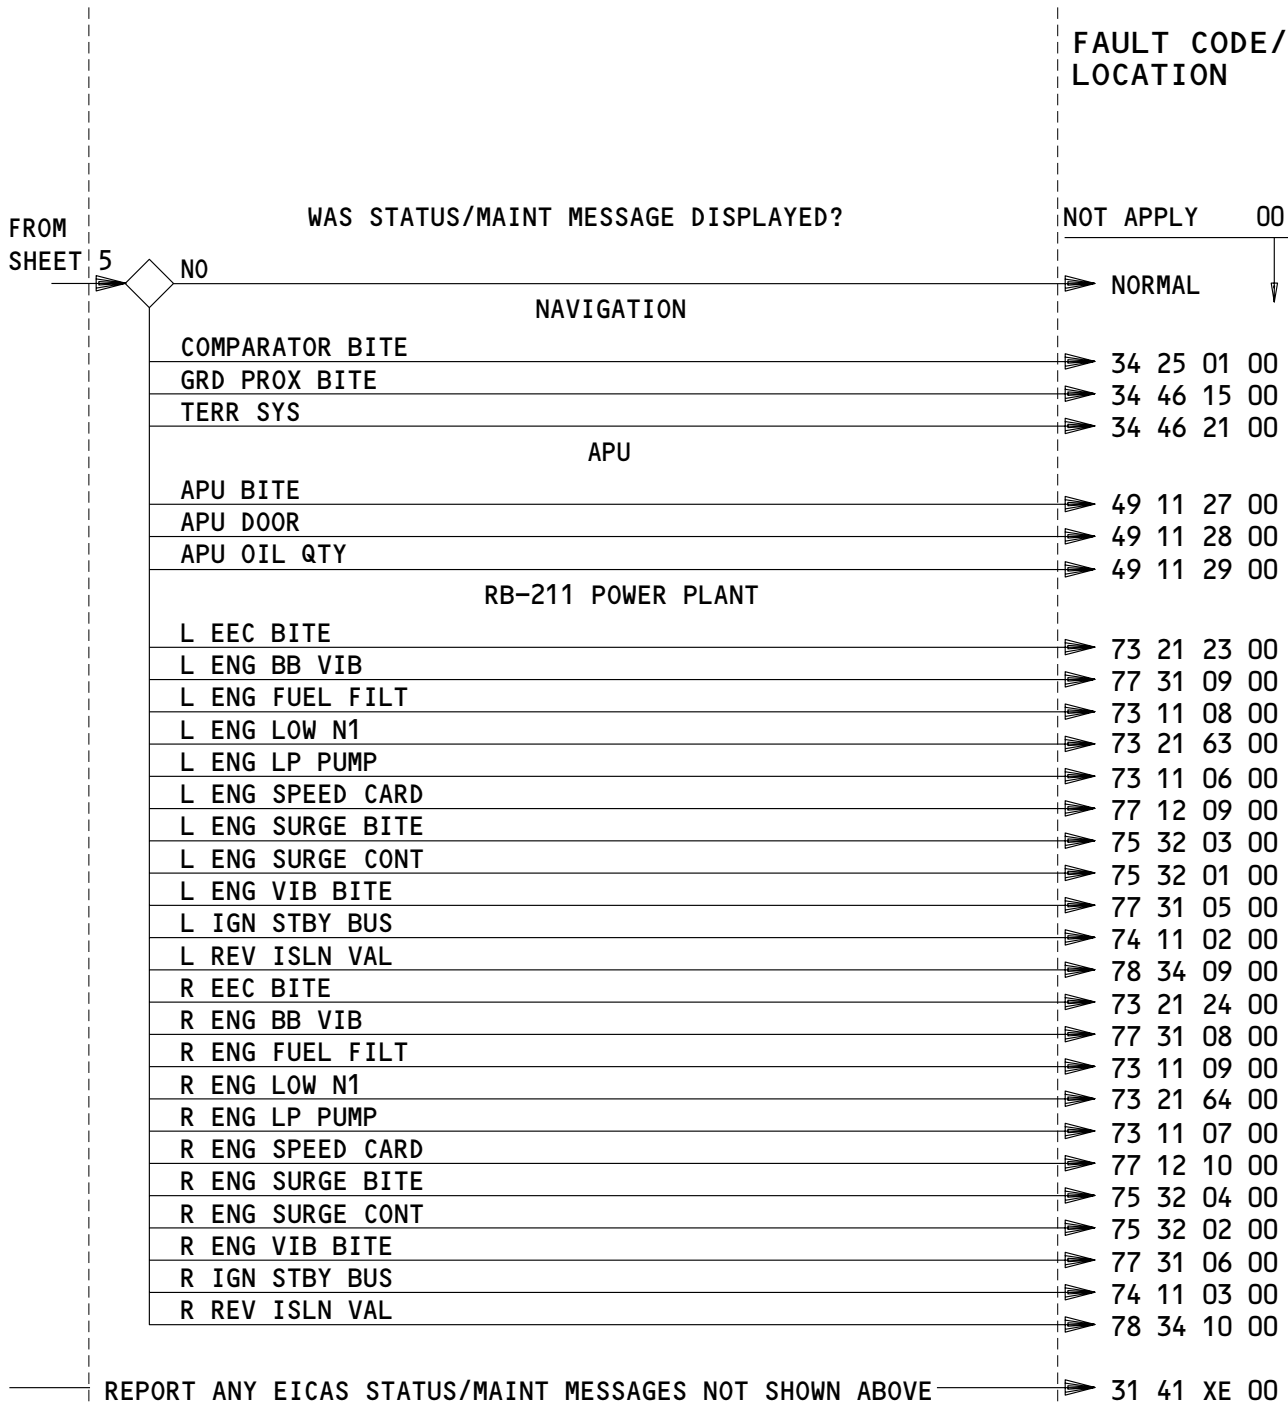 FAULT CODE/
LOCATION
WAS STATUS/MAINT MESSAGE DISPLAYED?
NOT APPLY 00
FROM
SHEET 5
NO
NORMAL
NAVIGATION
COMPARATOR BITE 34 25 01 00
GRD PROX BITE 34 46 15 00
TERR SYS 34 46 21 00
APU
APU BITE 49 11 27 00
APU DOOR 49 11 28 00
APU OIL QTY 49 11 29 00
RB-211 POWER PLANT
L EEC BITE 73 21 23 00
L ENG BB VIB 77 31 09 00
L ENG FUEL FILT 73 11 08 00
L ENG LOW N1 73 21 63 00
L ENG LP PUMP 73 11 06 00
L ENG SPEED CARD 77 12 09 00
L ENG SURGE BITE 75 32 03 00
L ENG SURGE CONT 75 32 01 00
L ENG VIB BITE 77 31 05 00
L IGN STBY BUS 74 11 02 00
L REV ISLN VAL 78 34 09 00
R EEC BITE 73 21 24 00
R ENG BB VIB 77 31 08 00
R ENG FUEL FILT 73 11 09 00
R ENG LOW N1 73 21 64 00
R ENG LP PUMP 73 11 07 00
R ENG SPEED CARD 77 12 10 00
R ENG SURGE BITE 75 32 04 00
R ENG SURGE CONT 75 32 02 00
R ENG VIB BITE 77 31 06 00
R IGN STBY BUS 74 11 03 00
R REV ISLN VAL 78 34 10 00
REPORT ANY EICAS STATUS/MAINT MESSAGES NOT SHOWN ABOVE 31 41 XE 00